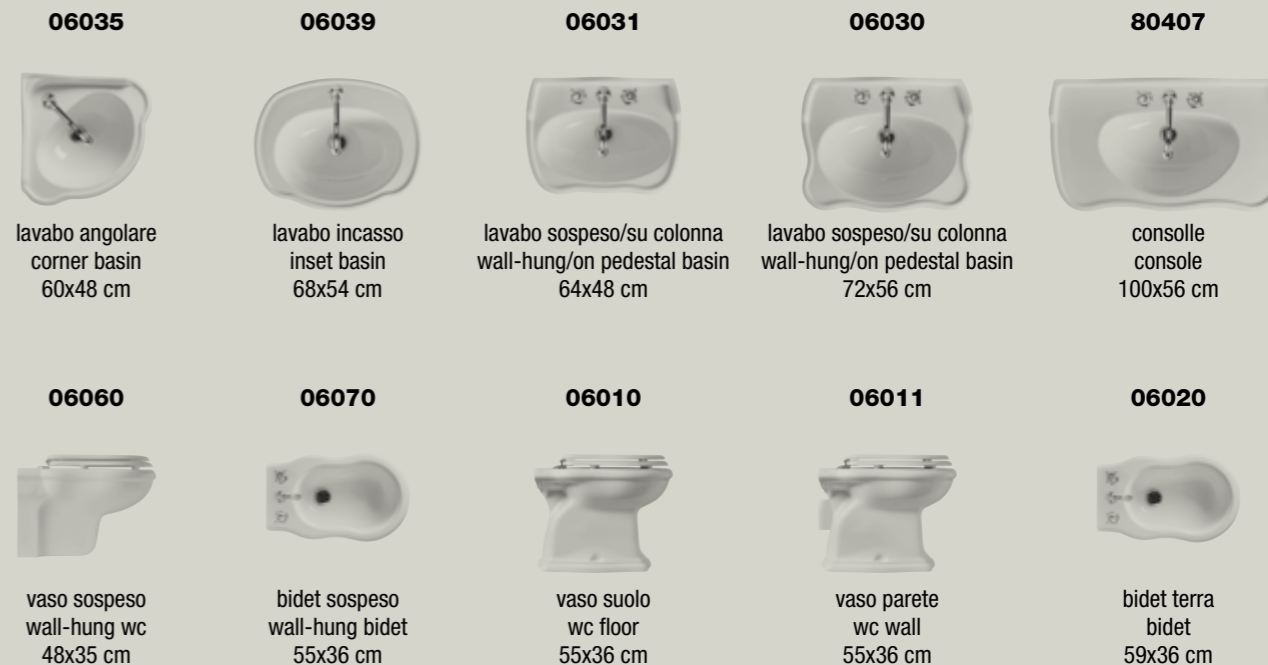 06035
lavabo angolare
corner basin
60x48 cm
06039
lavabo incasso
inset basin
68x54 cm
06031
lavabo sospeso/su colonna
wall-hung/on pedestal basin
64x48 cm
06030
lavabo sospeso/su colonna
wall-hung/on pedestal basin
72x56 cm
80407
consolle
console
100x56 cm
06060
vaso sospeso
wall-hung wc
48x35 cm
06070
bidet sospeso
wall-hung bidet
55x36 cm
06010
vaso suolo
wc floor
55x36 cm
06011
vaso parete
wc wall
55x36 cm
06020
bidet terra
bidet
59x36 cm